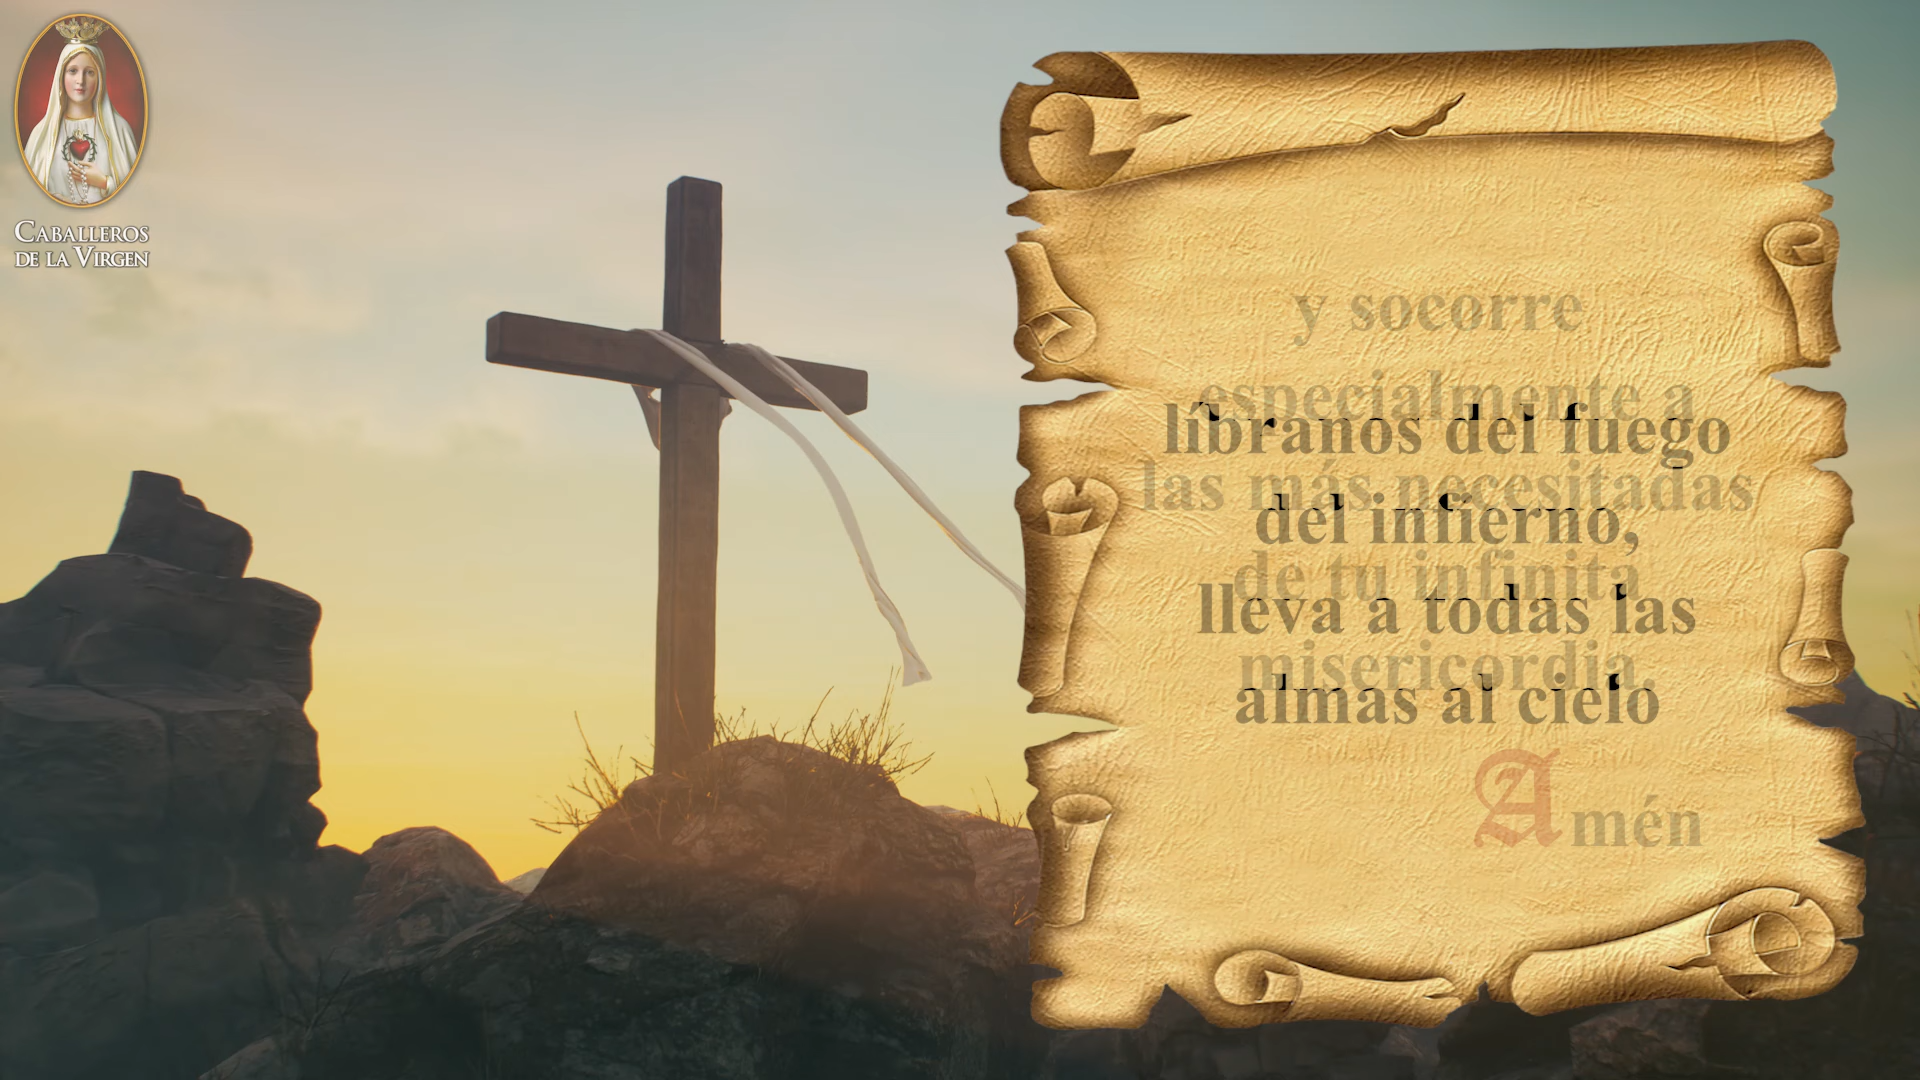 CABALLEROS
DE LA VIRGEN
y socorre
especialmente a
las más necesitadas
de tu infinita
misericordia.
líbranos del fuego
del infierno,
lleva a todas las
almas al cielo
Amén